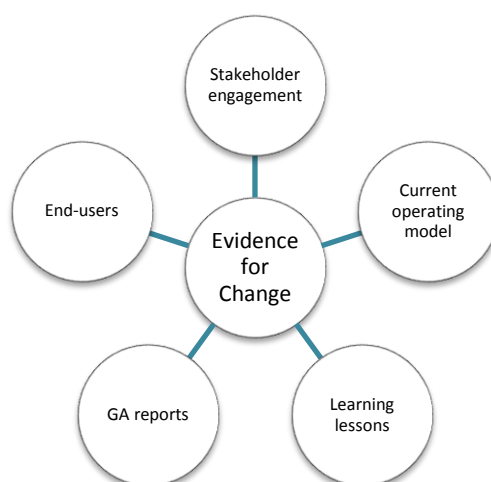 Stakeholder
engagement
End-users
Current
operating
model
Evidence
for
Change
GA reports
Learning
lessons